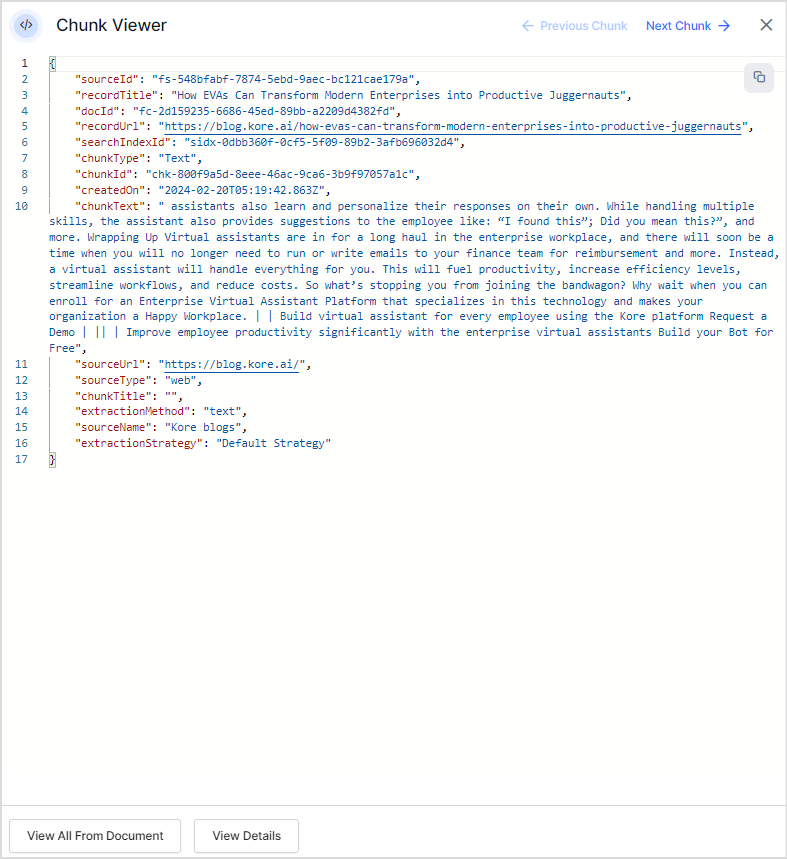 </> Chunk Viewer ← Previous Chunk Next Chunk → ×
1 {
2 "sourceId": "fs-548bfabf-7874-5ebd-9aec-bc121cae179a",
3 "recordTitle": "How EVAs Can Transform Modern Enterprises into Productive Juggernauts",
4 "docId": "fc-2d159235-6686-45ed-89bb-a2209d4382fd",
5 "recordUrl": "https://blog.kore.ai/how-evas-can-transform-modern-enterprises-into-productive-juggernauts",
6 "searchIndexId": "sidx-0dbb360f-0cf5-5f09-89b2-3afb696032d4",
7 "chunkType": "Text",
8 "chunkId": "chk-800f9a5d-8eee-46ac-9ca6-3b9f97057a1c",
9 "createdOn": "2024-02-20T05:19:42.863Z",
10 "chunkText": " assistants also learn and personalize their responses on their own. While handling multiple
skills, the assistant also provides suggestions to the employee like: “I found this”; Did you mean this?”, and
more. Wrapping Up Virtual assistants are in for a long haul in the enterprise workplace, and there will soon be a
time when you will no longer need to run or write emails to your finance team for reimbursement and more. Instead,
a virtual assistant will handle everything for you. This will fuel productivity, increase efficiency levels,
streamline workflows, and reduce costs. So what’s stopping you from joining the bandwagon? Why wait when you can
enroll for an Enterprise Virtual Assistant Platform that specializes in this technology and makes your
organization a Happy Workplace. | | Build virtual assistant for every employee using the Kore platform Request a
Demo | || | Improve employee productivity significantly with the enterprise virtual assistants Build your Bot for
Free",
11 "sourceUrl": "https://blog.kore.ai/",
12 "sourceType": "web",
13 "chunkTitle": "",
14 "extractionMethod": "text",
15 "sourceName": "Kore blogs",
16 "extractionStrategy": "Default Strategy"
17 }
View All From Document View Details